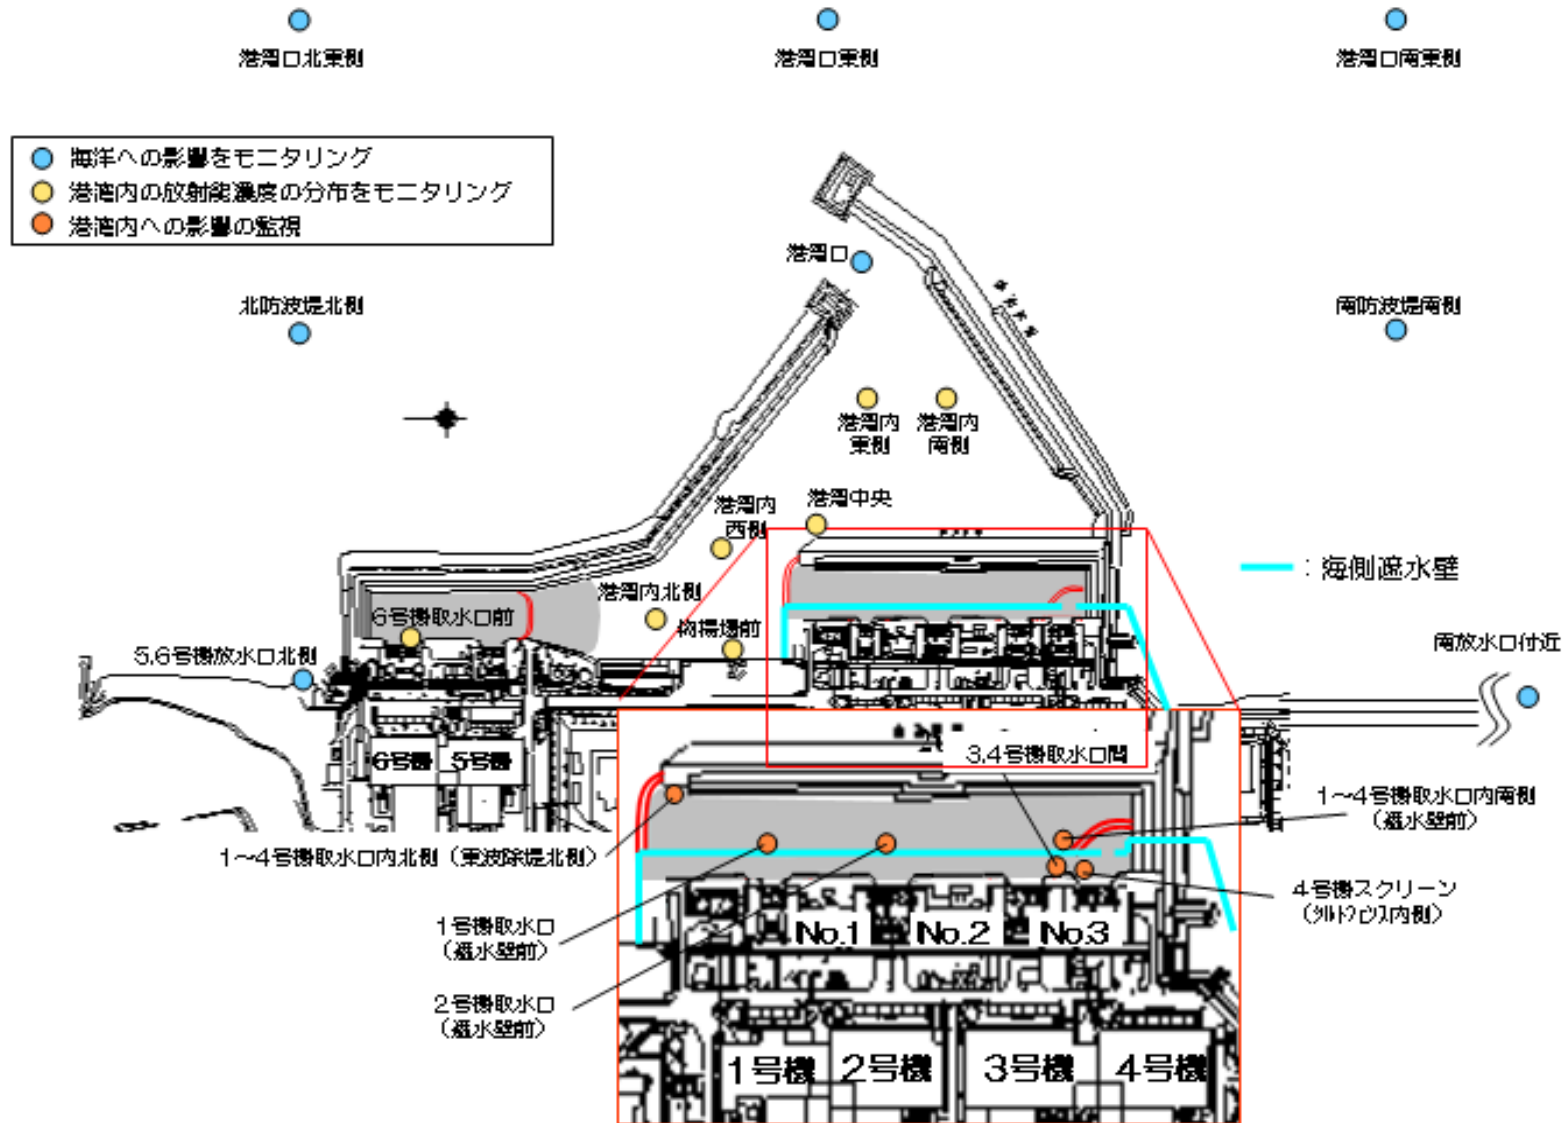 港湾口北東側
港湾口東側
港湾口南東側
海洋への影響をモニタリング
港湾内の放射能濃度の分布をモニタリング
港湾内への影響の監視
港湾口
北防波堤北側
南防波堤南側
港湾内
東側
港湾内
南側
港湾内
西側
港湾中央
：海側遮水壁
港湾内北側
6号機取水口前
物揚場前
5,6号機放水口北側
南放水口付近
6号機
5号機
3,4号機取水口間
1～4号機取水口内南側
（遮水壁前）
1～4号機取水口内北側（東波除堤北側）
4号機スクリーン
（シルトフェンス内側）
1号機取水口
（遮水壁前）
No.1
No.2
No.3
2号機取水口
（遮水壁前）
1号機
2号機
3号機
4号機